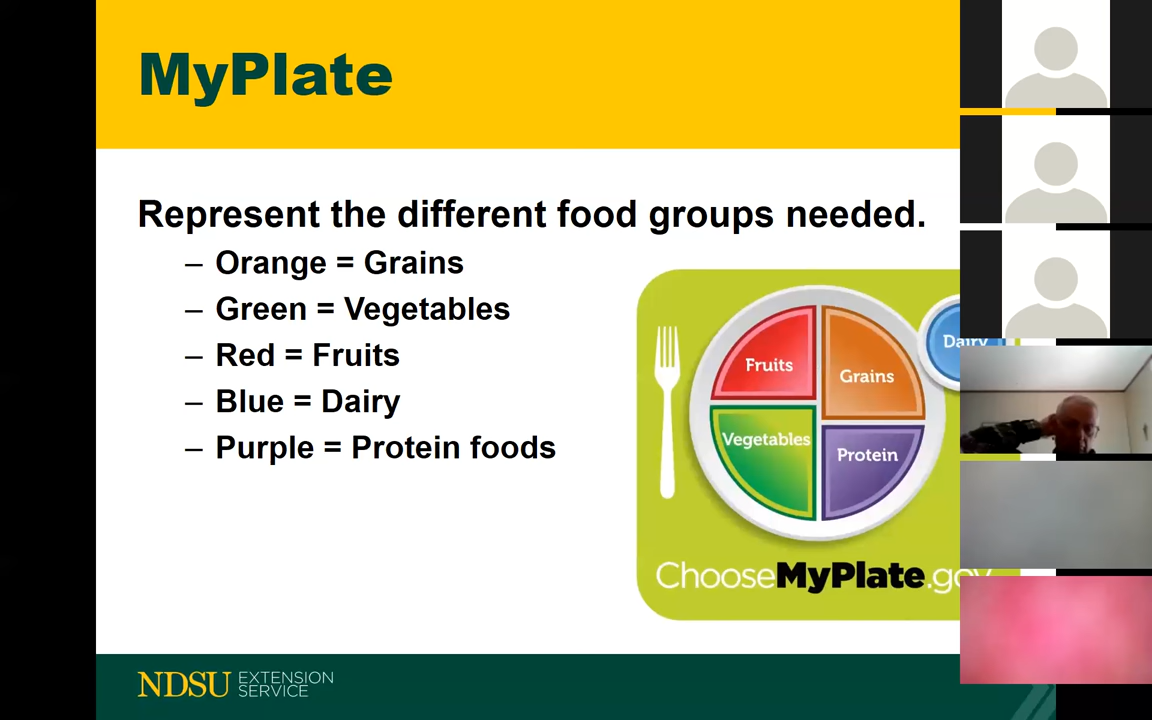 MyPlate
Represent the different food groups needed.
– Orange = Grains
– Green = Vegetables
– Red = Fruits
– Blue = Dairy
– Purple = Protein foods
Fruits
Grains
Dairy
Vegetables
Protein
ChooseMyPlate.gov
NDSU EXTENSION
SERVICE